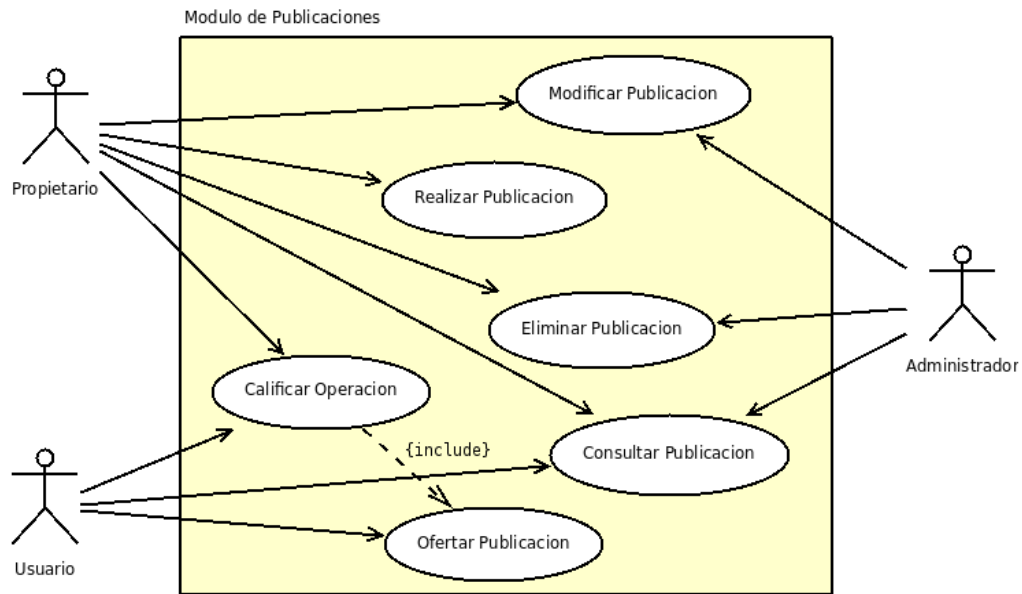 Modulo de Publicaciones
Modificar Publicacion
Propietario
Realizar Publicacion
Eliminar Publicacion
Administrador
Calificar Operacion
{include}
Consultar Publicacion
Ofertar Publicacion
Usuario